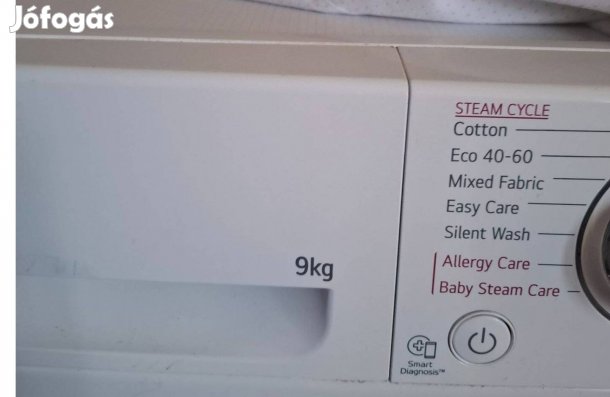 Jófogás
STEAM CYCLE
Cotton
Eco 40-60
Mixed Fabric
Easy Care
Silent Wash
9kg
Allergy Care
Baby Steam Care
Smart
Diagnosis™